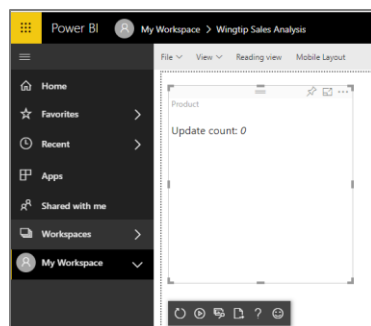 Power BI My Workspace > Wingtip Sales Analysis
File View Reading view Mobile Layout
Home
Favorites
Recent
Apps
Shared with me
Workspaces
My Workspace
Product
Update count: 0
?